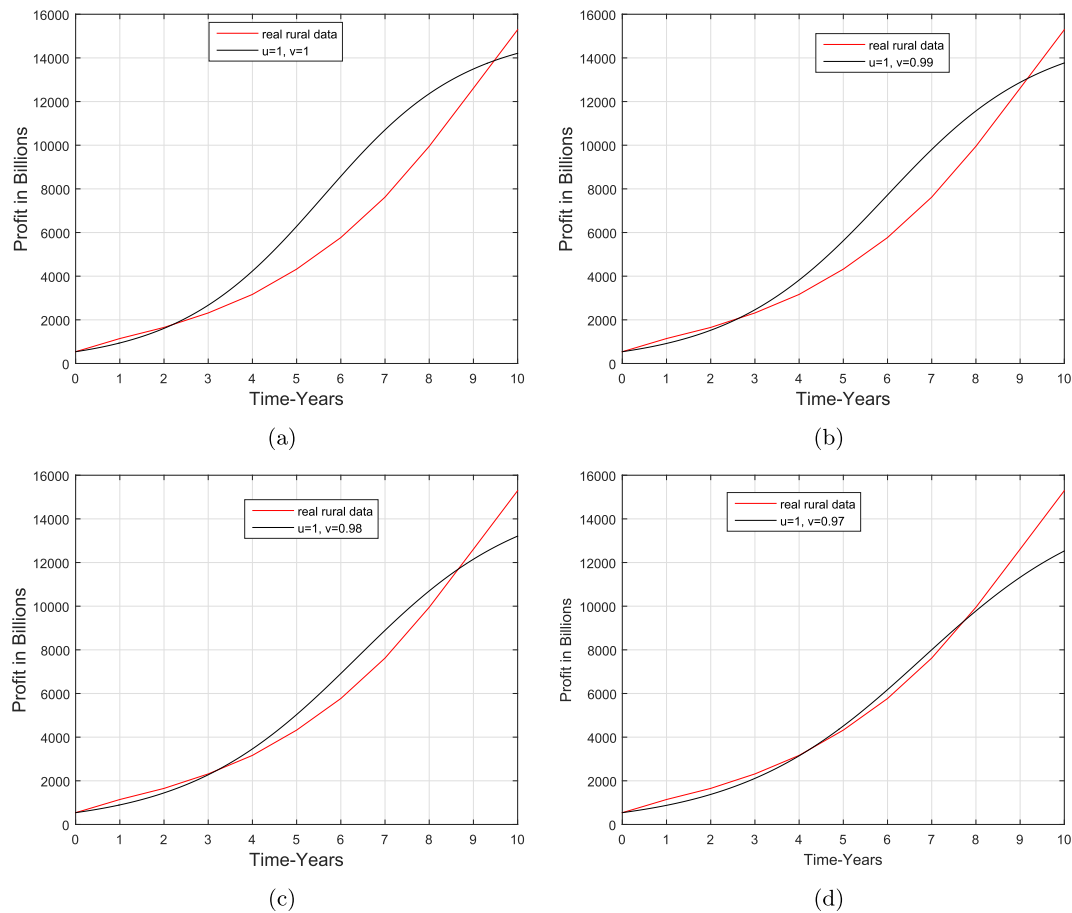 16000
14000
12000
10000
8000
6000
4000
2000
0
Profit in Billions
real rural data
u=1, v=1
0 1 2 3 4 5 6 7 8 9 10
Time-Years
(a)
16000
14000
12000
10000
8000
6000
4000
2000
0
Profit in Billions
real rural data
u=1, v=0.99
0 1 2 3 4 5 6 7 8 9 10
Time-Years
(b)
16000
14000
12000
10000
8000
6000
4000
2000
0
Profit in Billions
real rural data
u=1, v=0.98
0 1 2 3 4 5 6 7 8 9 10
Time-Years
(c)
16000
14000
12000
10000
8000
6000
4000
2000
0
Profit in Billions
real rural data
u=1, v=0.97
0 1 2 3 4 5 6 7 8 9 10
Time-Years
(d)